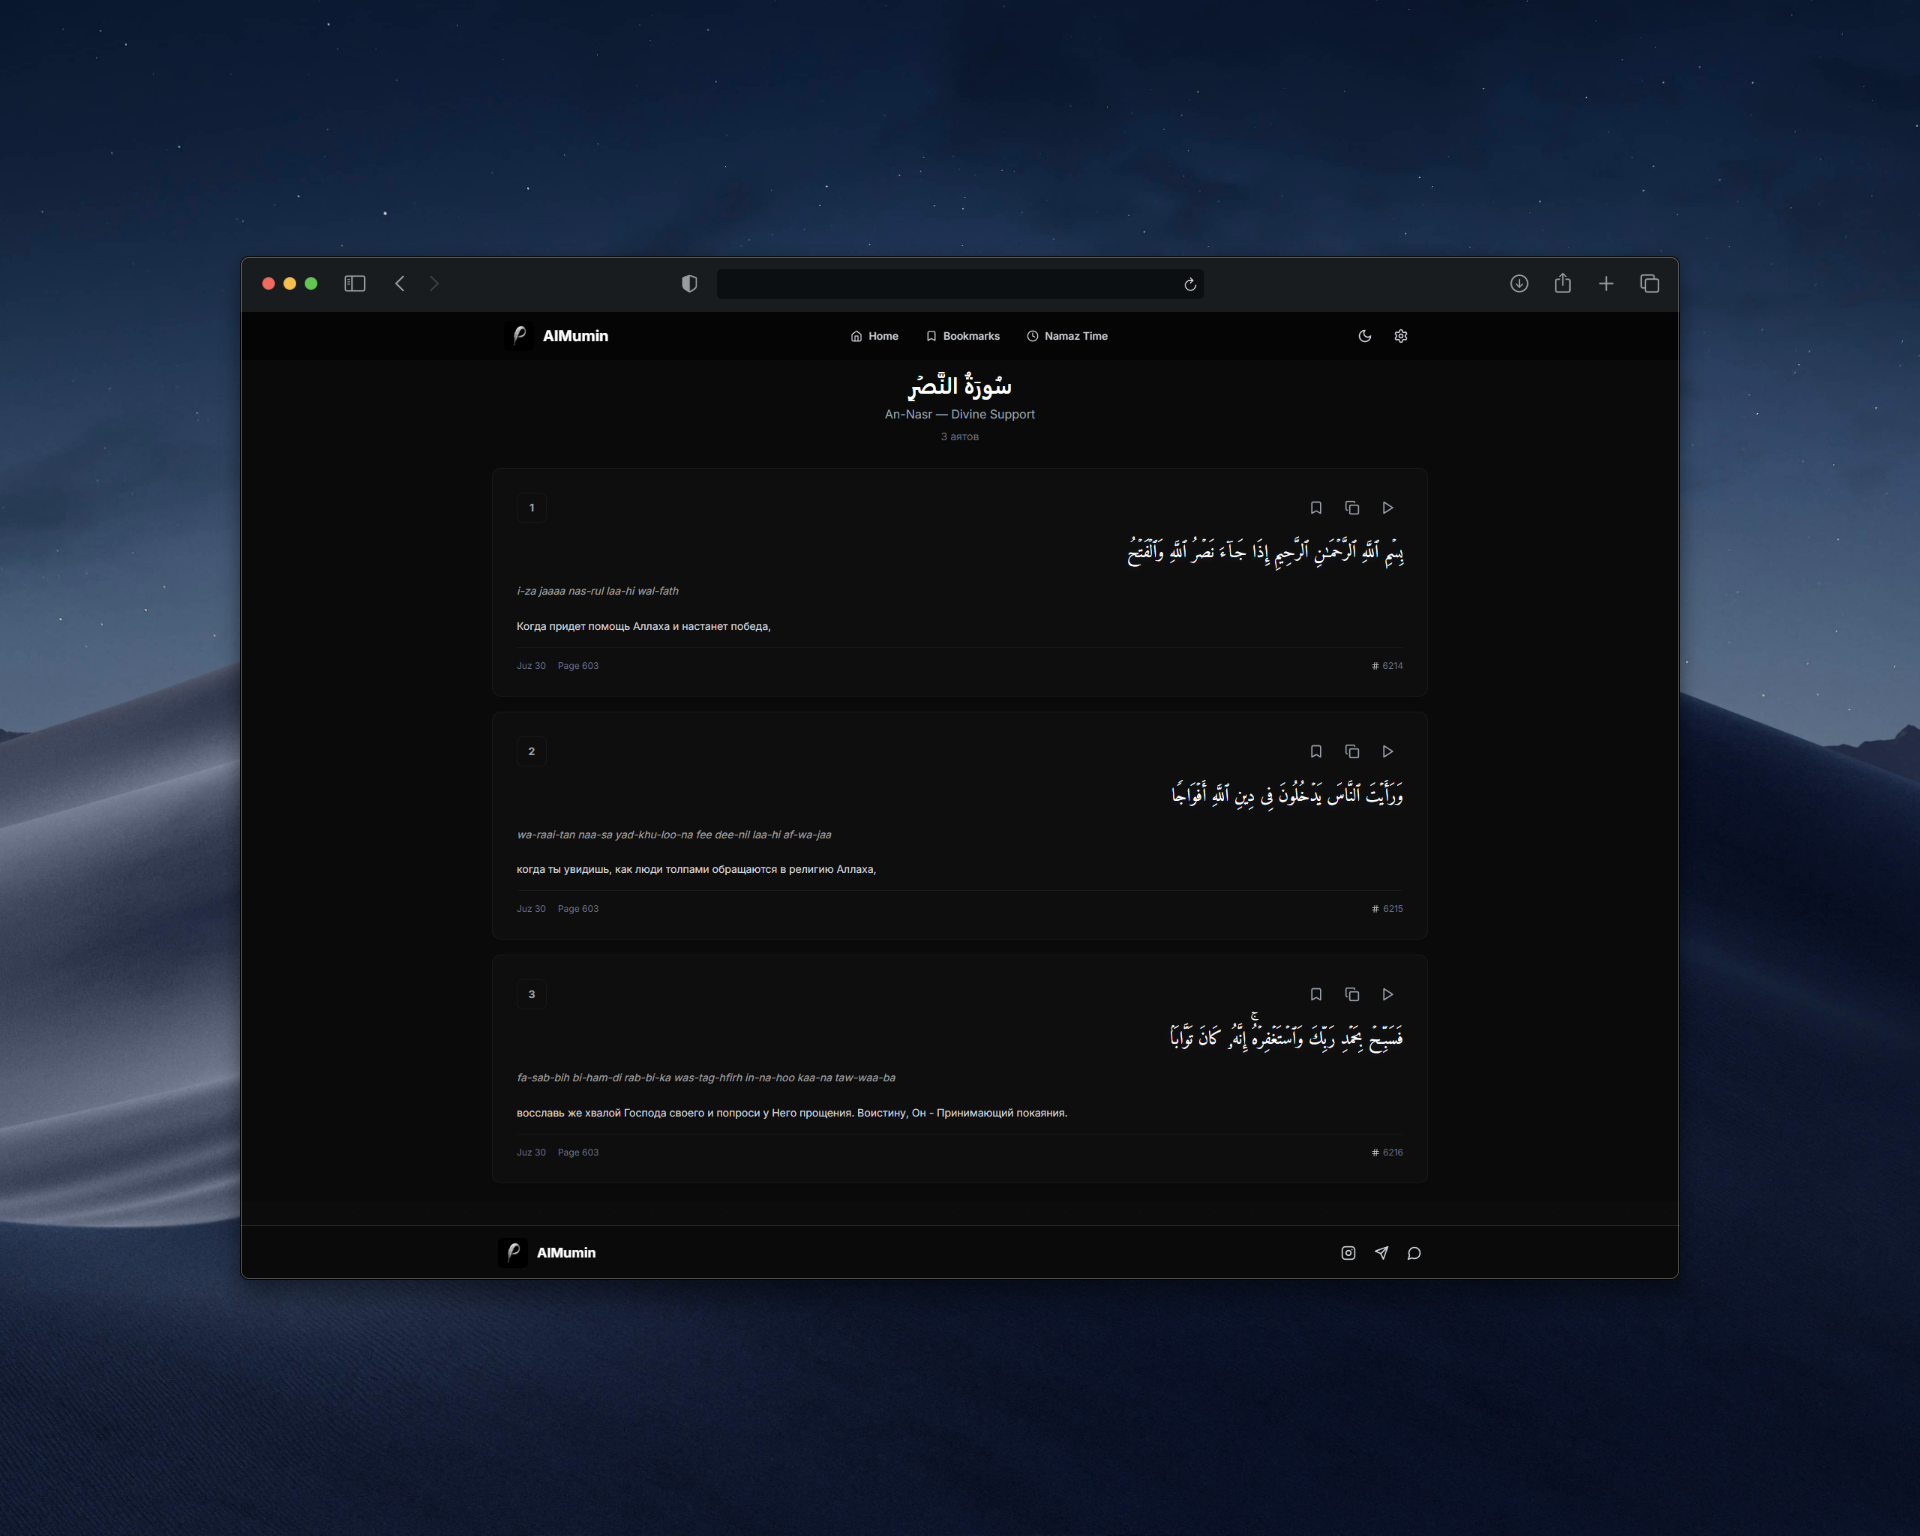 AlMumin
Home
Bookmarks
Namaz Time
سُورَةُ النَّصۡرِ
An-Nasr — Divine Support
3 аятов
1
بِسۡمِ ٱللَّهِ ٱلرَّحۡمَـٰنِ ٱلرَّحِيمِ إِذَا جَاۤءَ نَصۡرُ ٱللَّهِ وَٱلۡفَتۡحُ
i-za jaaaa nas-rul laa-hi wal-fath
Когда придет помощь Аллаха и настанет победа,
Juz 30 Page 603
# 6214
2
وَرَأَیۡتَ ٱلنَّاسَ یَدۡخُلُونَ فِی دِینِ ٱللَّهِ أَفۡوَاجࣰا
wa-raai-tan naa-sa yad-khu-loo-na fee dee-nil laa-hi af-wa-jaa
когда ты увидишь, как люди толпами обращаются в религию Аллаха,
Juz 30 Page 603
# 6215
3
فَسَبِّحۡ بِحَمۡدِ رَبِّكَ وَٱسۡتَغۡفِرۡهُۚ إِنَّهُۥ كَانَ تَوَّابَۢا
fa-sab-bih bi-ham-di rab-bi-ka was-tag-hfirh in-na-hoo kaa-na taw-waa-ba
восславь же хвалой Господа своего и попроси у Него прощения. Воистину, Он - Принимающий покаяния.
Juz 30 Page 603
# 6216
AlMumin